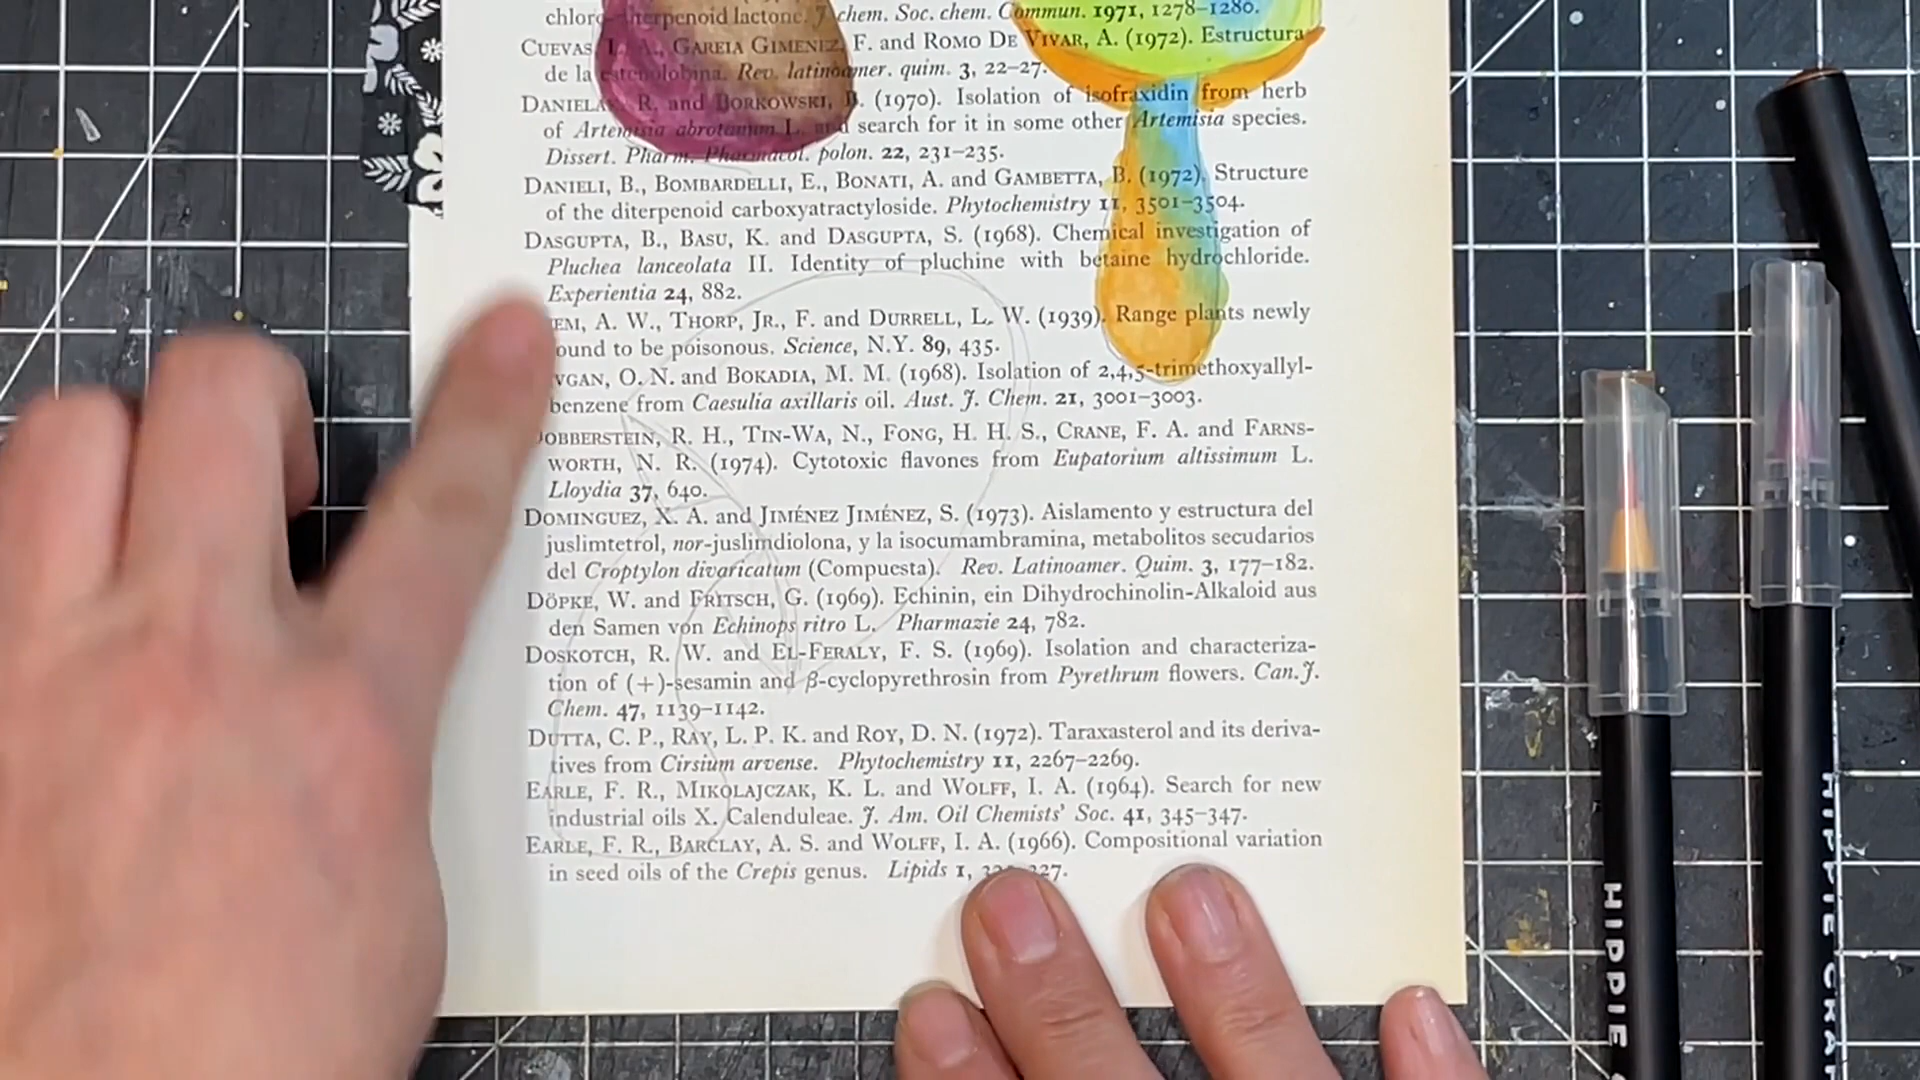 chloro-diterpenoid lactone. J. chem. Soc. chem. Commun. 1971, 1278–1280.
CUEVAS, L. A., GAREIA GIMENEZ, F. and ROMO DE VIVAR, A. (1972). Estructura
de la estenolobina. Rev. latinoamer. quim. 3, 22–27.
DANIELAK, R. and BORKOWSKI, B. (1970). Isolation of isofraxidin from herb
of Artemisia abrotanum L. and search for it in some other Artemisia species.
Dissert. Pharm. Pharmacol. polon. 22, 231–235.
DANIELI, B., BOMBARDELLI, E., BONATI, A. and GAMBETTA, B. (1972). Structure
of the diterpenoid carboxyatractyloside. Phytochemistry 11, 3501–3504.
DASGUPTA, B., BASU, K. and DASGUPTA, S. (1968). Chemical investigation of
Pluchea lanceolata II. Identity of pluchine with betaine hydrochloride.
Experientia 24, 882.
EM, A. W., THORP, JR., F. and DURRELL, L. W. (1939). Range plants newly
ound to be poisonous. Science, N.Y. 89, 435.
VGAN, O. N. and BOKADIA, M. M. (1968). Isolation of 2,4,5-trimethoxyallyl-
benzene from Caesulia axillaris oil. Aust. J. Chem. 21, 3001–3003.
OBBERSTEIN, R. H., TIN-WA, N., FONG, H. H. S., CRANE, F. A. and FARNS-
WORTH, N. R. (1974). Cytotoxic flavones from Eupatorium altissimum L.
Lloydia 37, 640.
DOMINGUEZ, X. A. and JIMÉNEZ JIMÉNEZ, S. (1973). Aislamento y estructura del
juslimtetrol, nor-juslimdiolona, y la isocumambramina, metabolitos secudarios
del Croptylon divaricatum (Compuesta). Rev. Latinoamer. Quim. 3, 177–182.
DÖPKE, W. and FRITSCH, G. (1969). Echinin, ein Dihydrochinolin-Alkaloid aus
den Samen von Echinops ritro L. Pharmazie 24, 782.
DOSKOTCH, R. W. and EL-FERALY, F. S. (1969). Isolation and characteriza-
tion of (+)-sesamin and β-cyclopyrethrosin from Pyrethrum flowers. Can. J.
Chem. 47, 1139–1142.
DUTTA, C. P., RAY, L. P. K. and ROY, D. N. (1972). Taraxasterol and its deriva-
tives from Cirsium arvense. Phytochemistry 11, 2267–2269.
EARLE, F. R., MIKOLAJCZAK, K. L. and WOLFF, I. A. (1964). Search for new
industrial oils X. Calenduleae. J. Am. Oil Chemists' Soc. 41, 345–347.
EARLE, F. R., BARCLAY, A. S. and WOLFF, I. A. (1966). Compositional variation
in seed oils of the Crepis genus. Lipids 1,
HIPPIE
HIPPIE CRAF